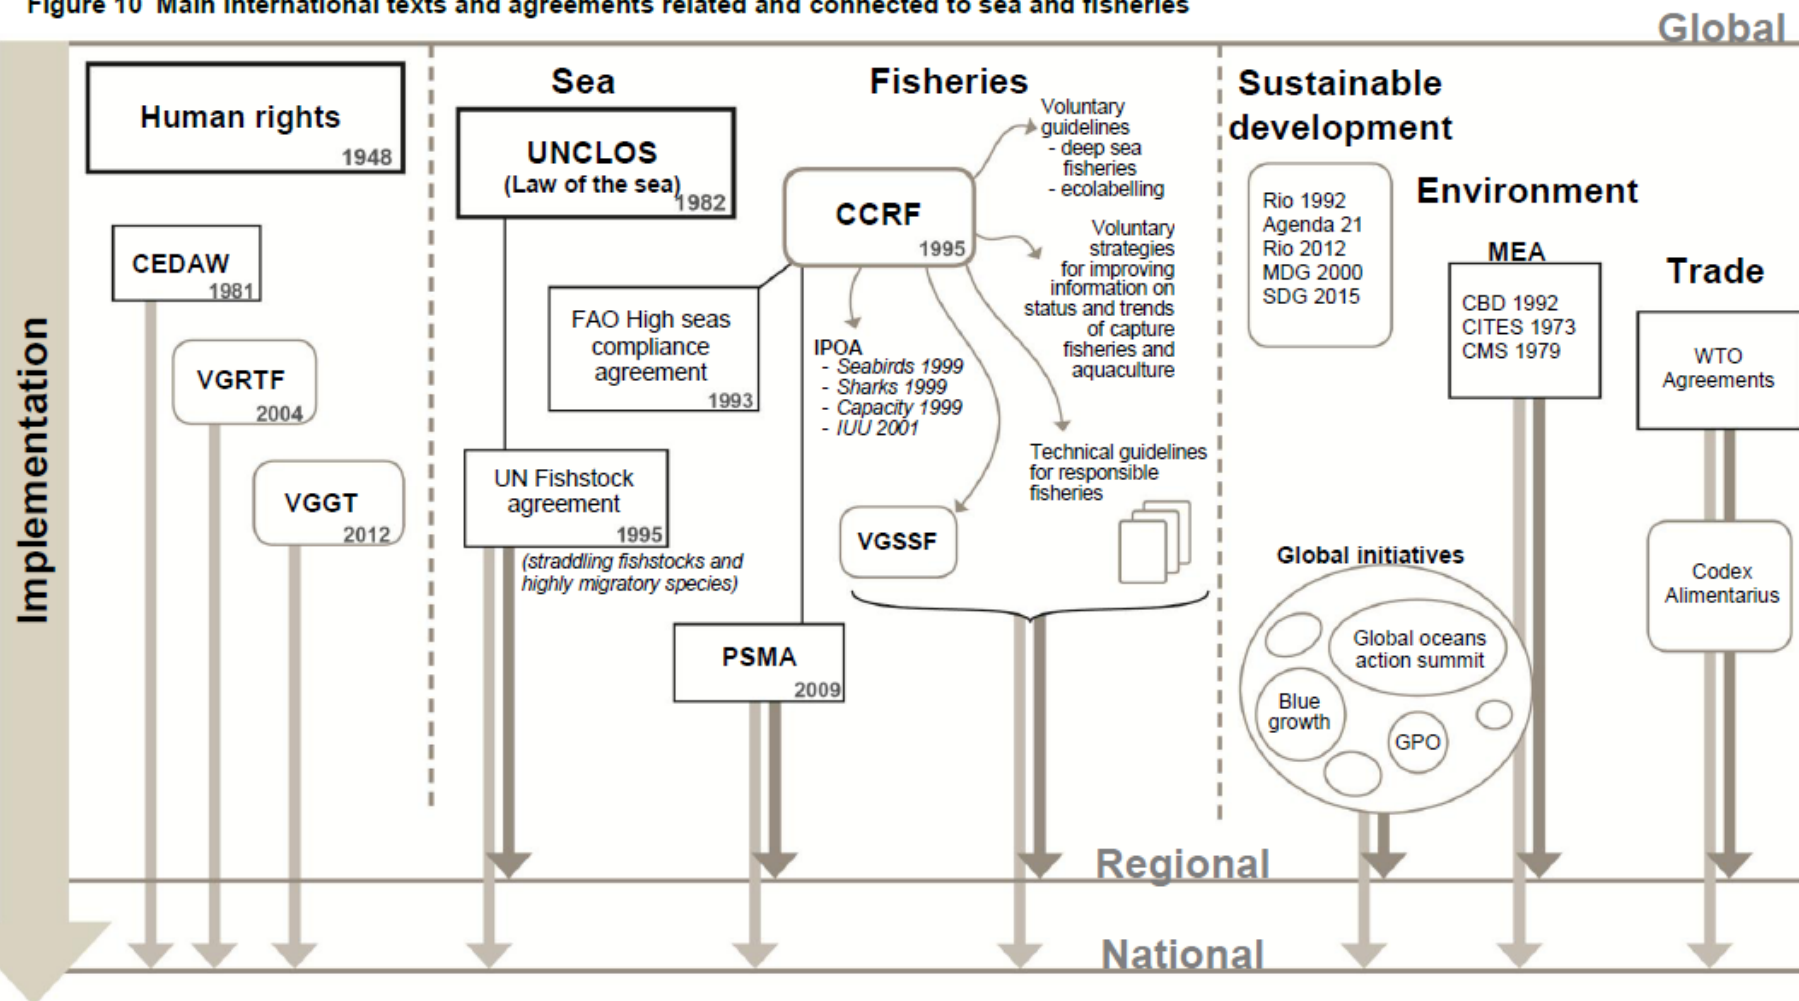 Figure 10 Main international texts and agreements related and connected to sea and fisheries
Global
Implementation
Human rights
1948
CEDAW
1981
VGRTF
2004
VGGT
2012
Sea
UNCLOS
(Law of the sea)
1982
FAO High seas
compliance
agreement
1993
UN Fishstock
agreement
1995
(straddling fishstocks and
highly migratory species)
PSMA
2009
Fisheries
CCRF
1995
Voluntary
guidelines
- deep sea
fisheries
- ecolabelling
Voluntary
strategies
for improving
information on
status and trends
of capture
fisheries and
aquaculture
IPOA
- Seabirds 1999
- Sharks 1999
- Capacity 1999
- IUU 2001
Technical guidelines
for responsible
fisheries
VGSSF
Sustainable
development
Rio 1992
Agenda 21
Rio 2012
MDG 2000
SDG 2015
Environment
MEA
CBD 1992
CITES 1973
CMS 1979
Trade
WTO
Agreements
Codex
Alimentarius
Global initiatives
Global oceans
action summit
Blue
growth
GPO
Regional
National